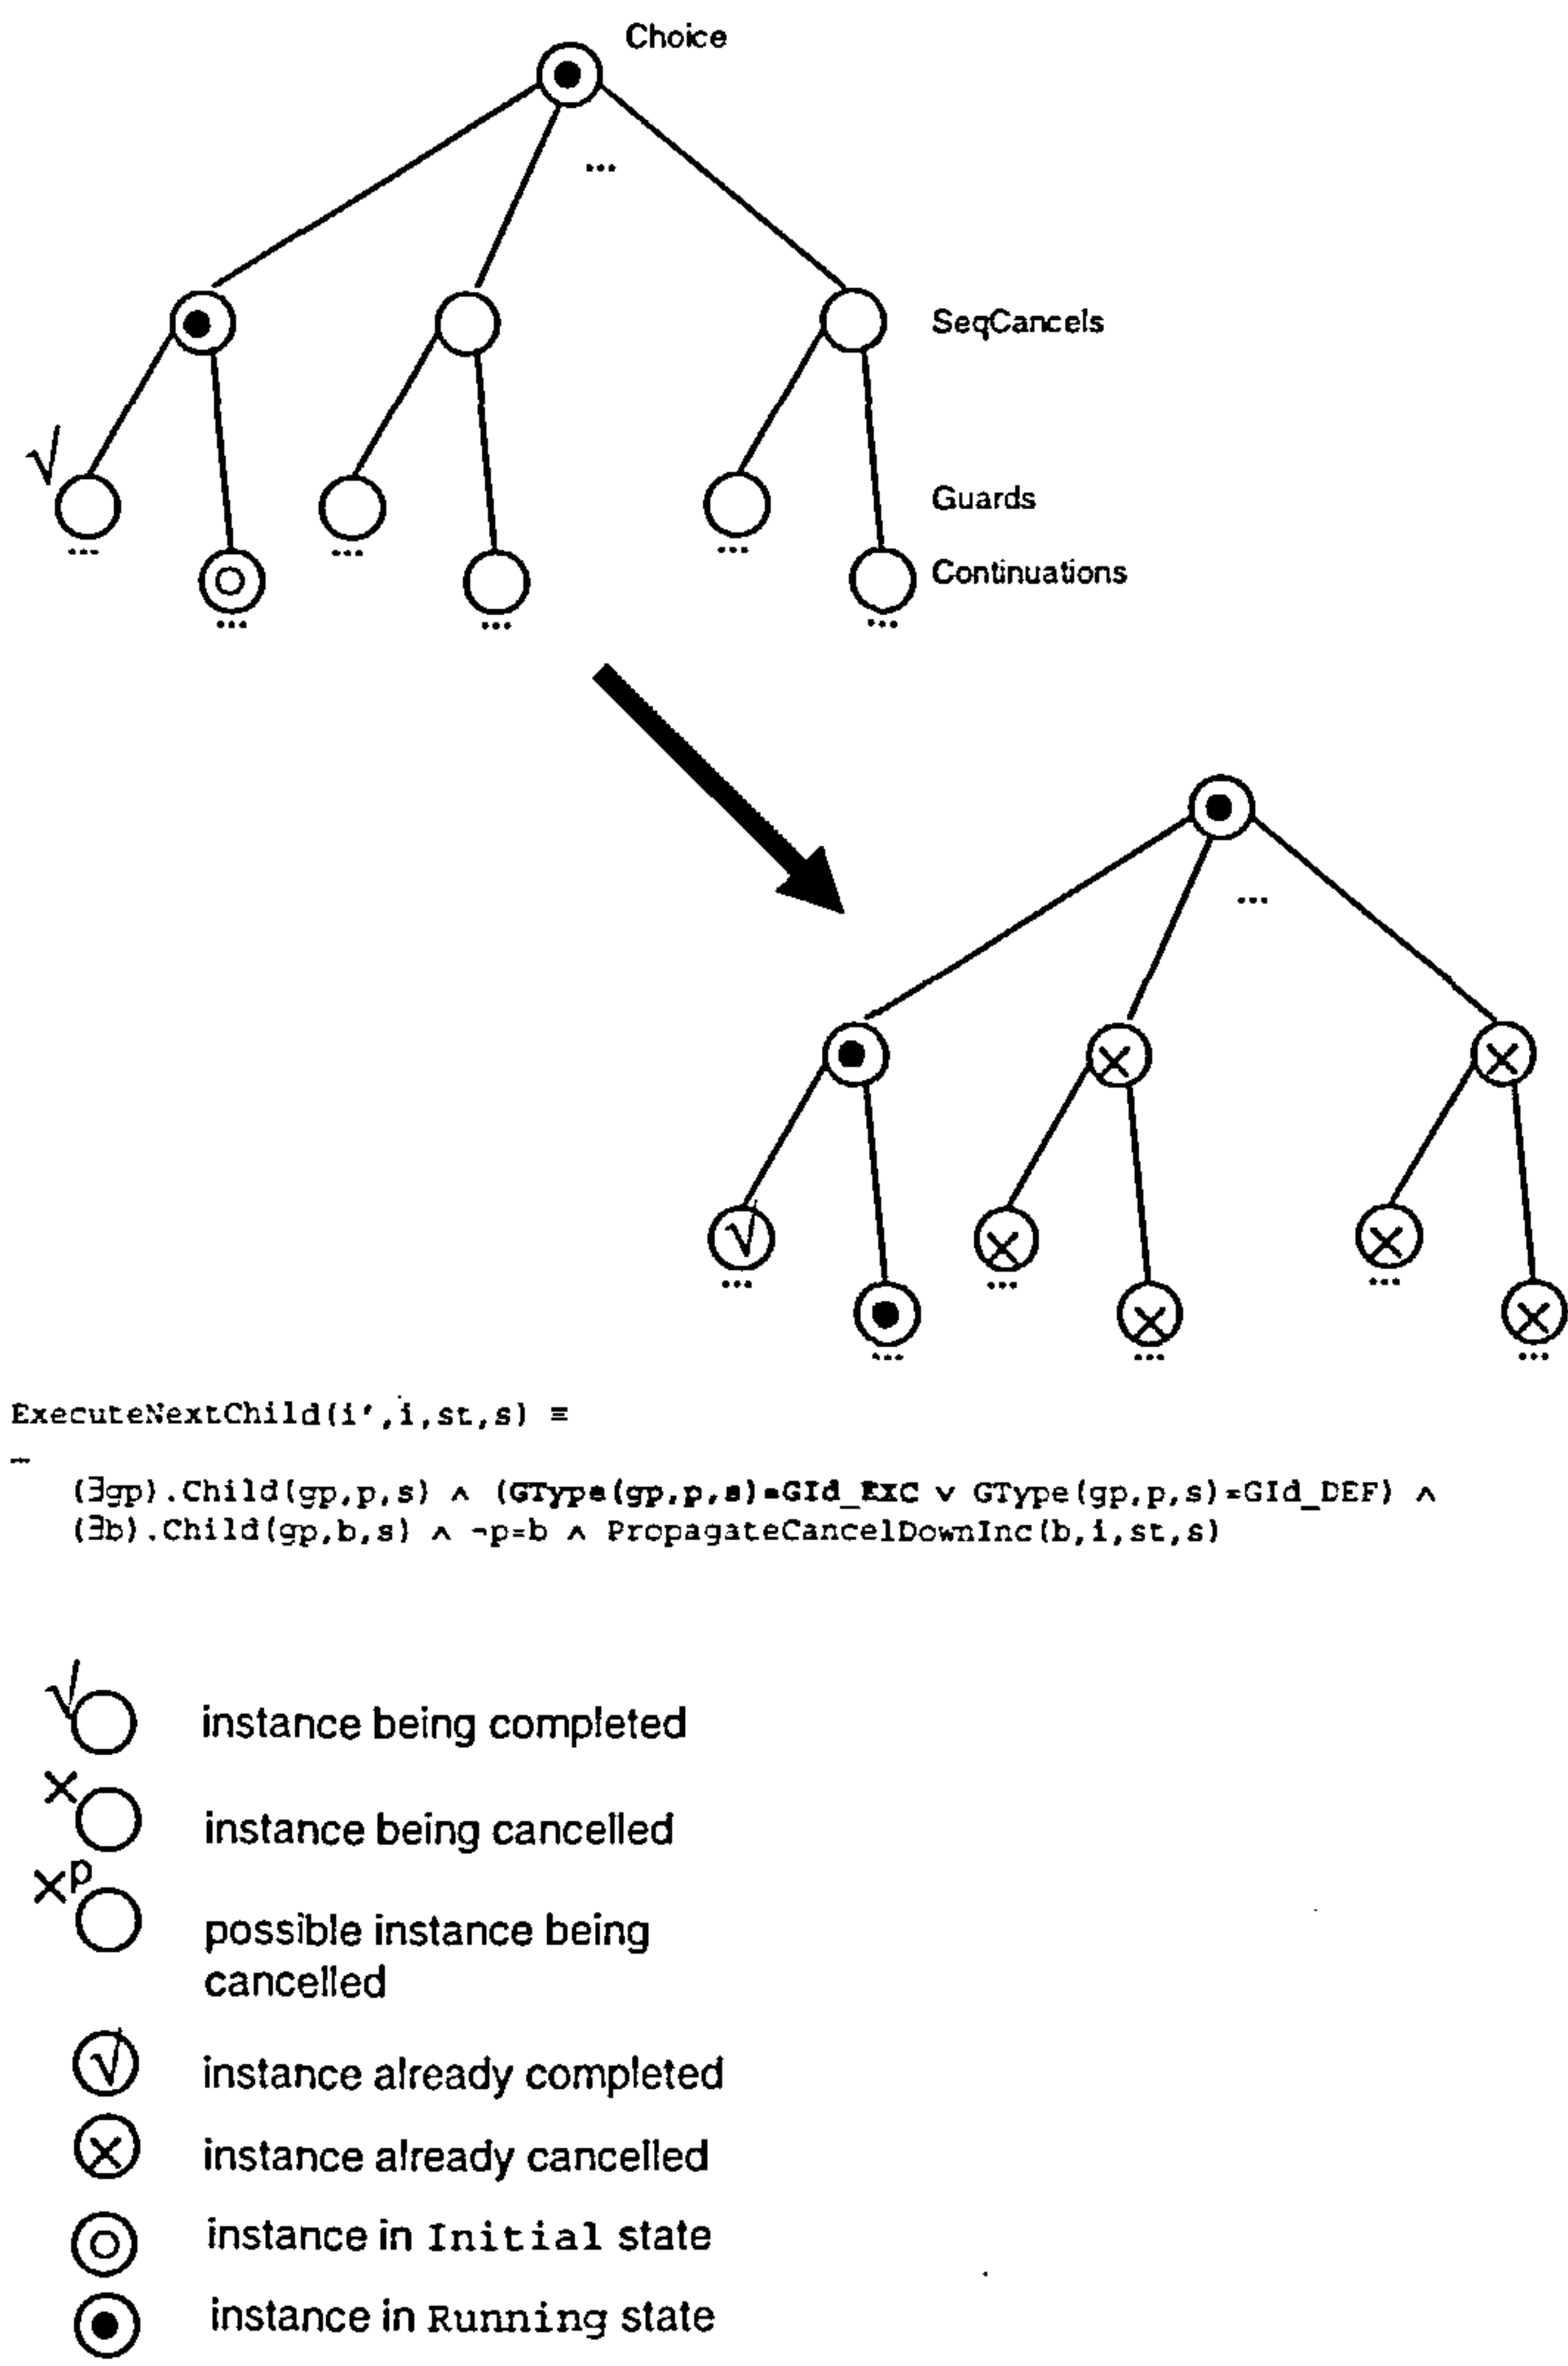 Choice
...
SeqCancels
√
Guards
... ... ...
Continuations
... ... ...
...
√
... ... ...
... ... ...
ExecuteNextChild(i',i,st,s) ≡
(∃gp).Child(gp,p,s) ∧ (GType(gp,p,s)=GId_EXC ∨ GType(gp,p,s)=GId_DEF) ∧
(∃b).Child(gp,b,s) ∧ ¬p=b ∧ PropagateCancelDownInc(b,i,st,s)
√ instance being completed
× instance being cancelled
×p possible instance being
cancelled
√ instance already completed
× instance already cancelled
instance in Initial state
instance in Running state